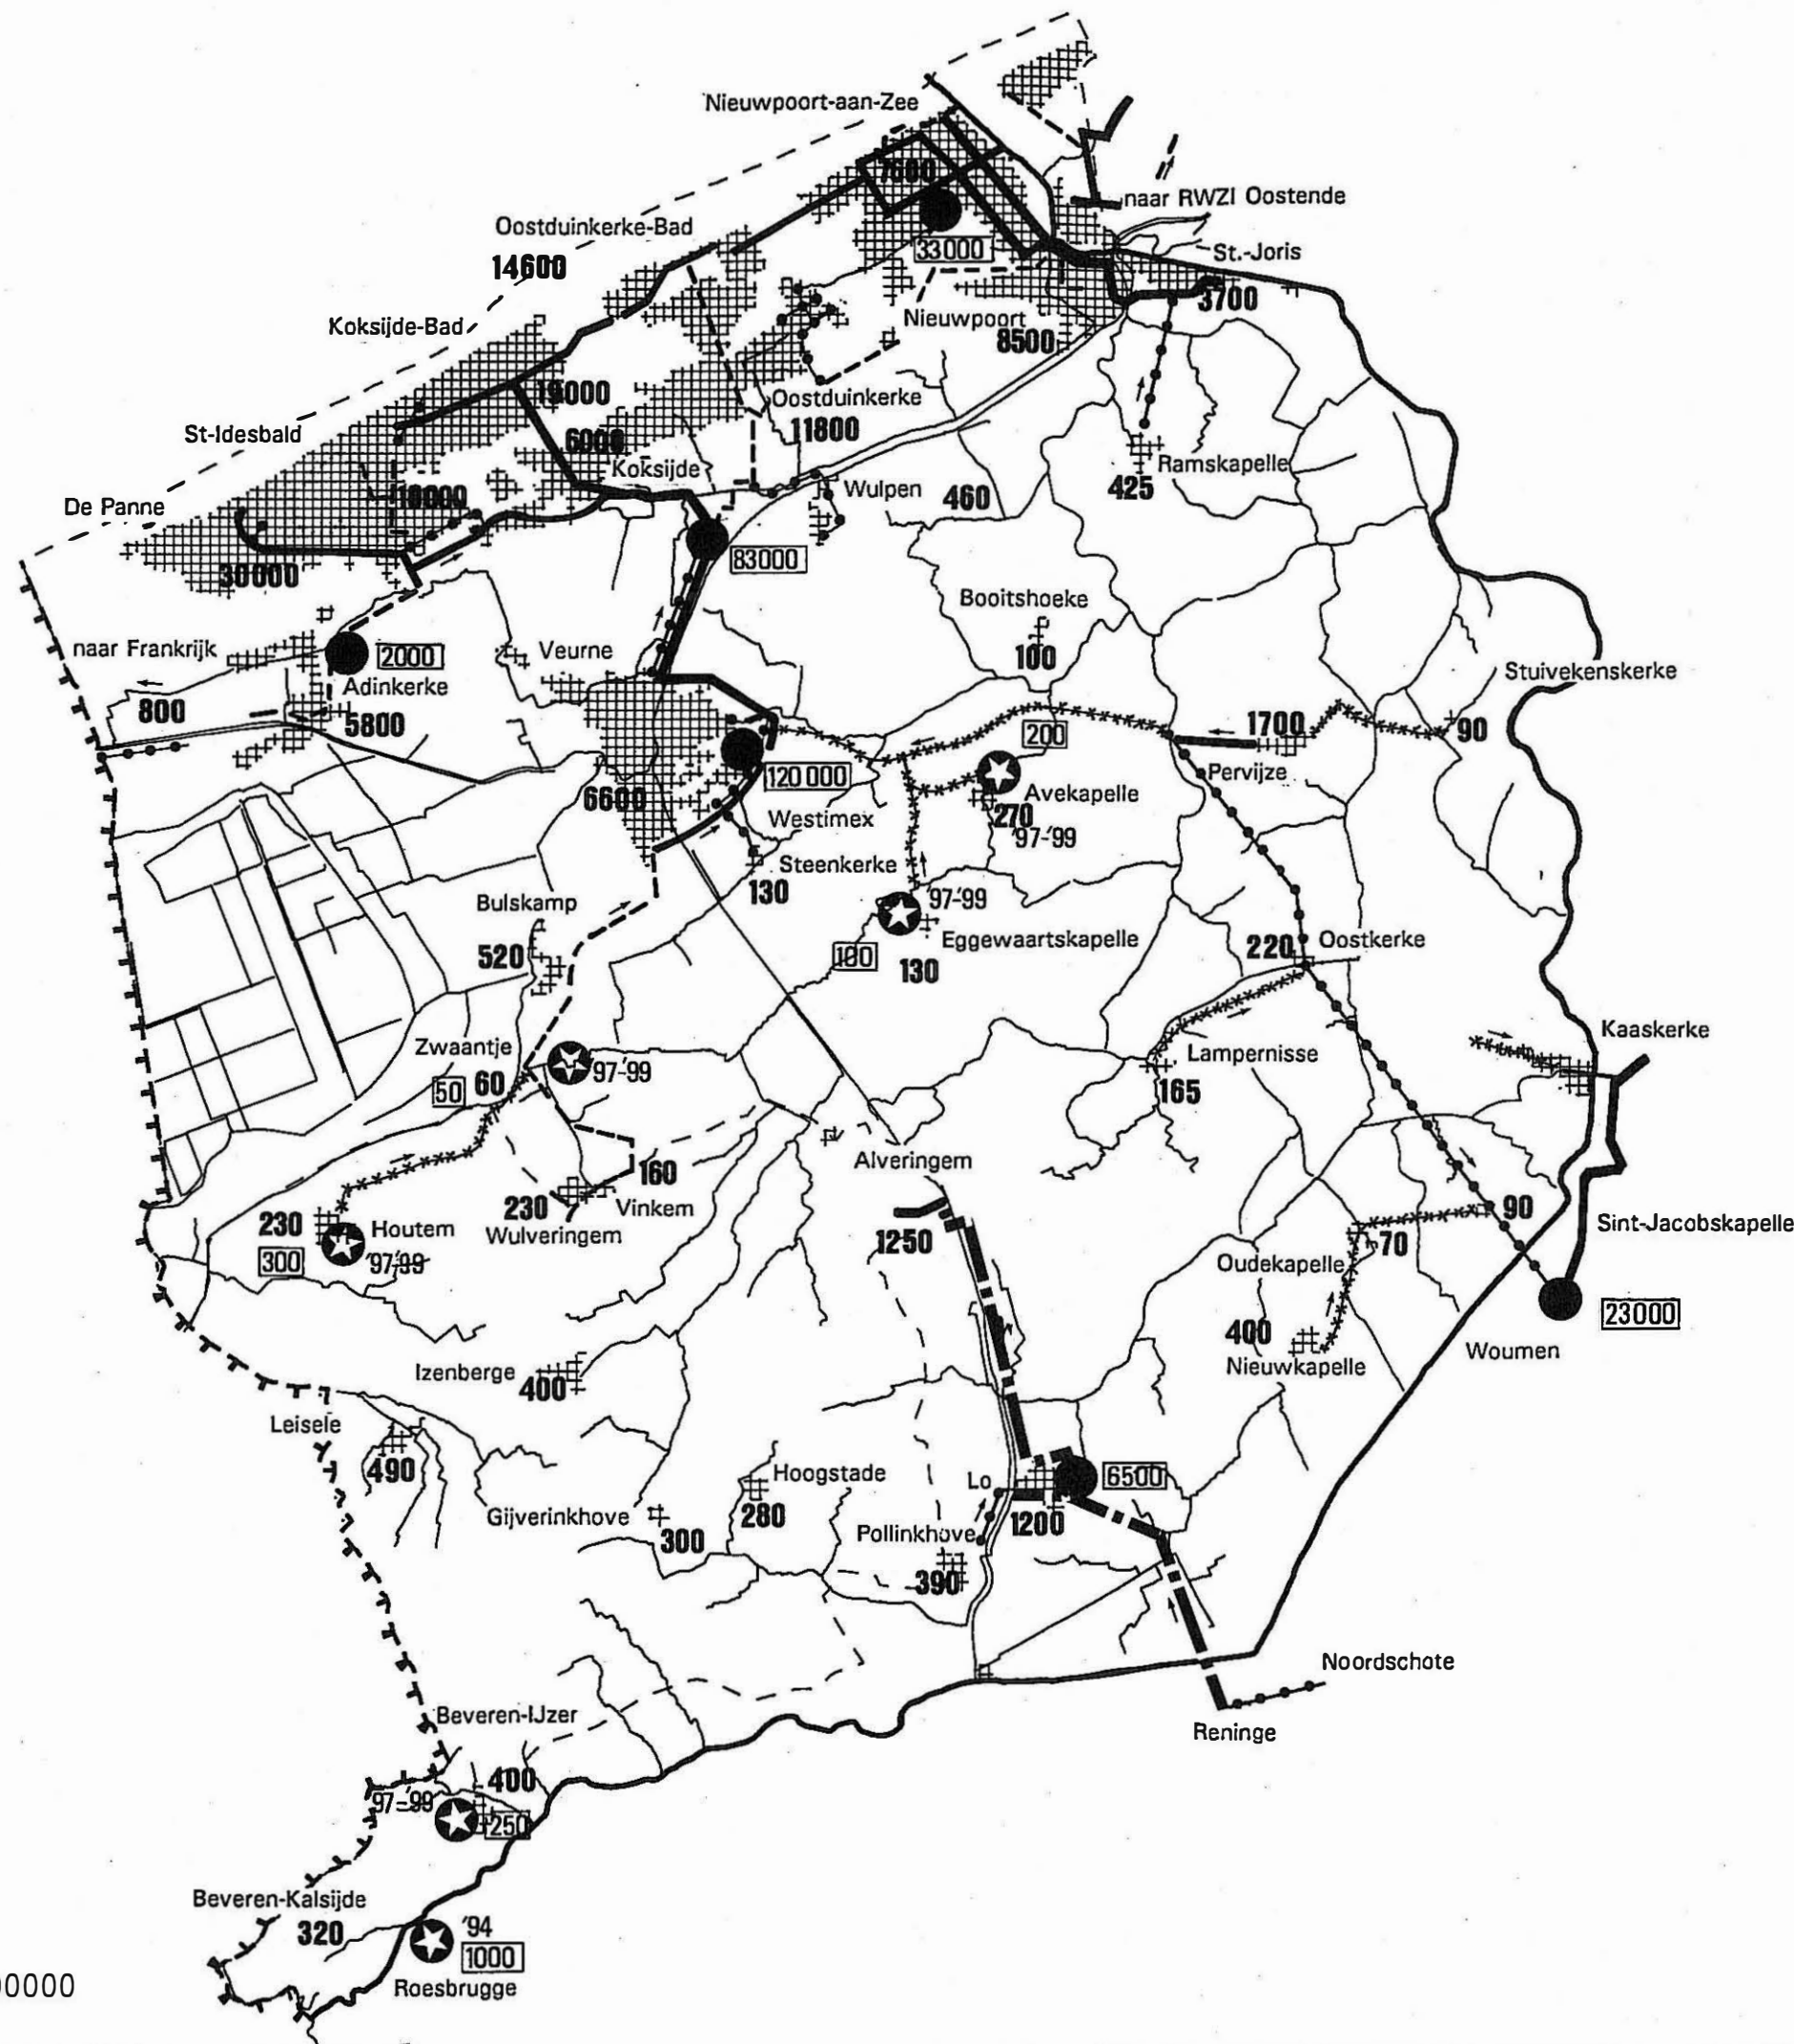 Nieuwpoort-aan-Zee
7600
naar RWZI Oostende
Oostduinkerke-Bad
33000
St.-Joris
14600
3700
Koksijde-Bad
Nieuwpoort
8500
19000
Oostduinkerke
11800
St-Idesbald
6000
Koksijde
Ramskapelle
425
De Panne
Wulpen
460
30000
83000
Booitshoeke
100
naar Frankrijk
2000
Veurne
Adinkerke
Stuivekenskerke
800
5800
200
1700
90
Pervijze
120 000
6600
Avekapelle
270
'97-'99
Westimex
Steenkerke
130
'97-'99
Bulskamp
520
Eggewaartskapelle
100
130
220
Oostkerke
Kaaskerke
Zwaantje
50
60
97-'99
Lampernisse
165
Alveringem
160
230
Vinkem
Wulveringem
230
Houtem
300
'97-'99
1250
90
Sint-Jacobskapelle
70
Oudekapelle
23000
400
Nieuwkapelle
Woumen
Izenberge
400
Leisele
490
Hoogstade
280
Lo
6500
1200
Gijverinkhove
300
Pollinkhove
390
Noordschote
Reninge
Beveren-IJzer
400
97-'99
250
Beveren-Kalsijde
320
'94
1000
Roesbrugge